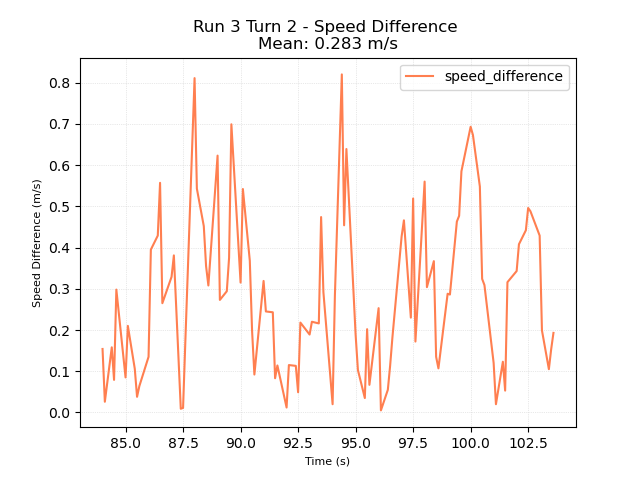 Run 3 Turn 2 - Speed Difference
Mean: 0.283 m/s
speed_difference
Speed Difference (m/s)
0.8
0.7
0.6
0.5
0.4
0.3
0.2
0.1
0.0
85.0 87.5 90.0 92.5 95.0 97.5 100.0 102.5
Time (s)